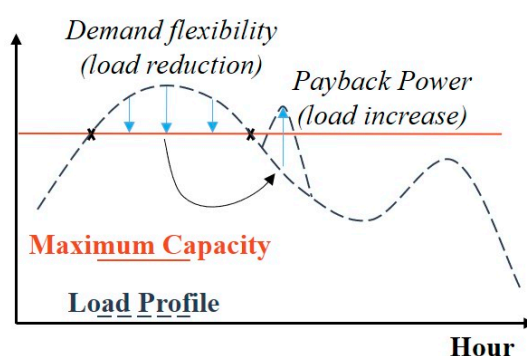 Demand flexibility
(load reduction)
Payback Power
(load increase)
Maximum Capacity
Load Profile
Hour